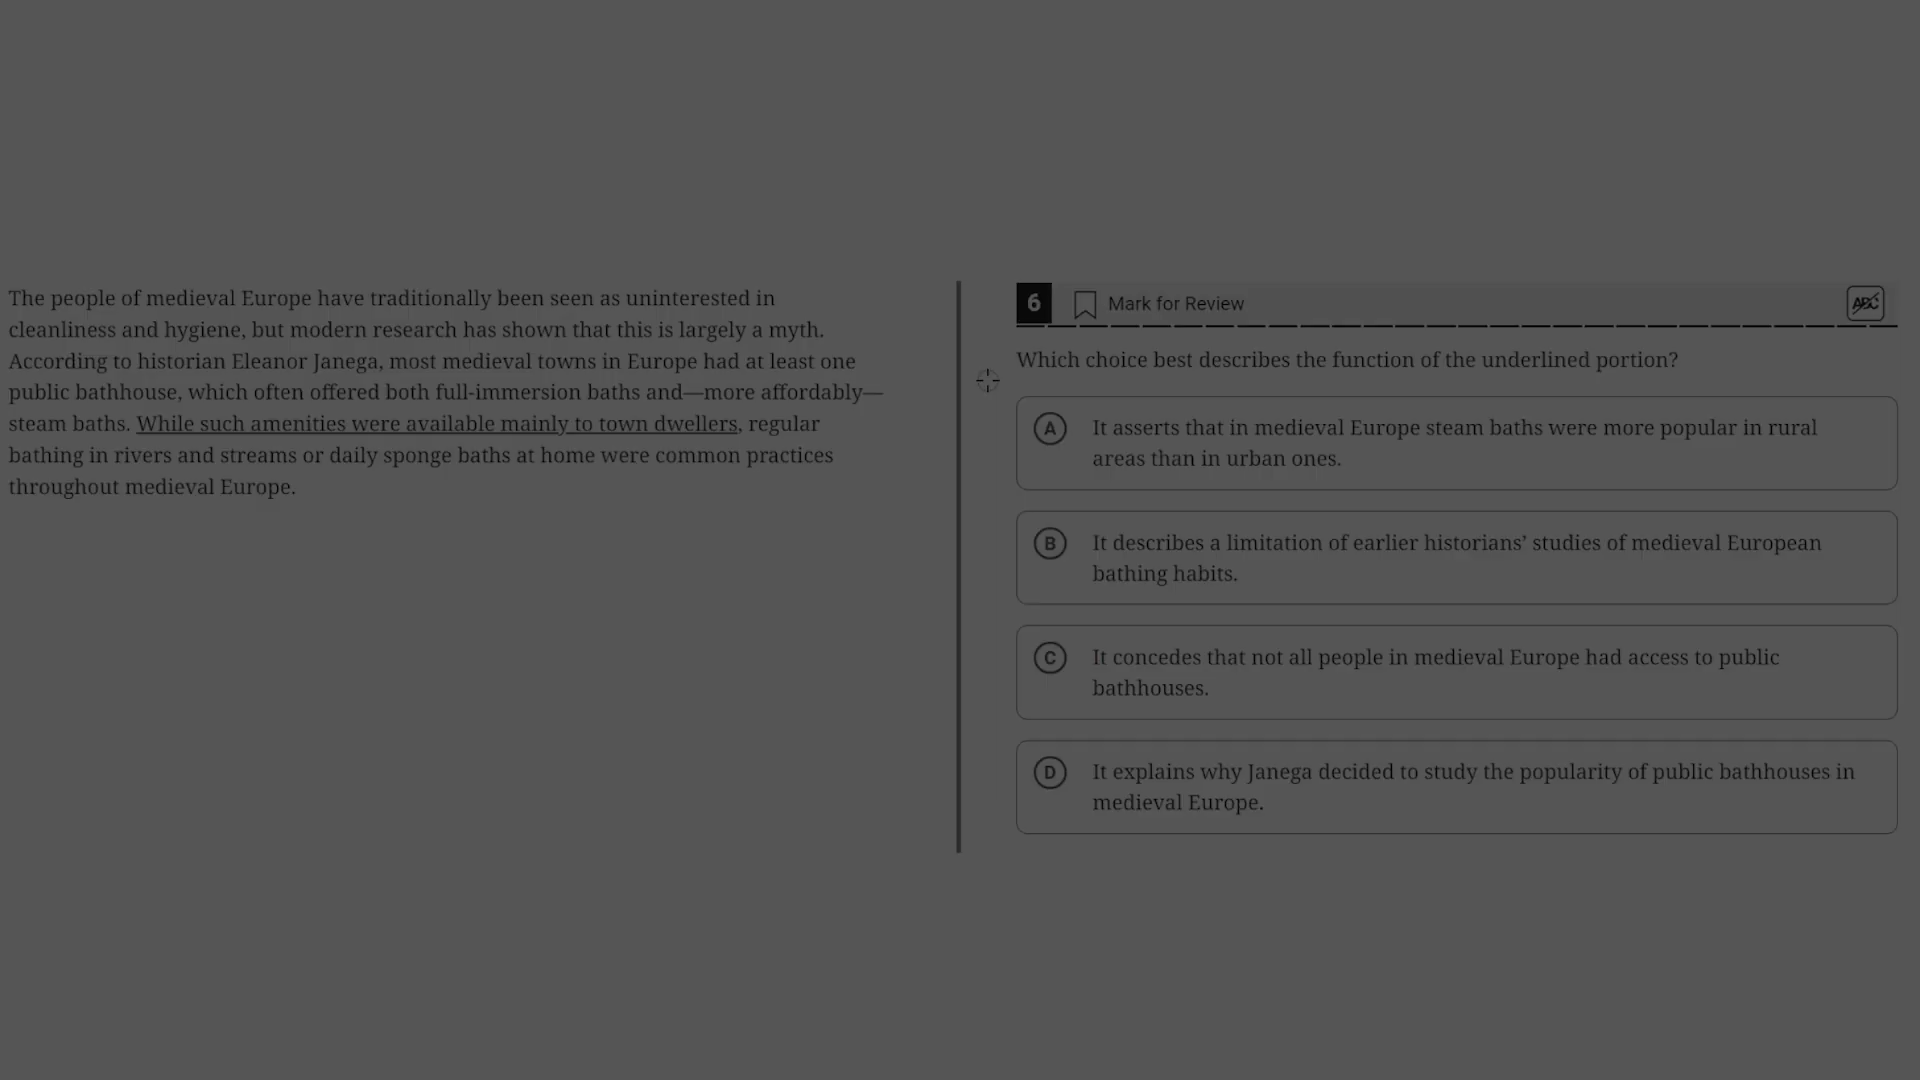 The people of medieval Europe have traditionally been seen as uninterested in
cleanliness and hygiene, but modern research has shown that this is largely a myth.
According to historian Eleanor Janega, most medieval towns in Europe had at least one
public bathhouse, which often offered both full-immersion baths and—more affordably—
steam baths. While such amenities were available mainly to town dwellers, regular
bathing in rivers and streams or daily sponge baths at home were common practices
throughout medieval Europe.
6 Mark for Review ABC
Which choice best describes the function of the underlined portion?
A It asserts that in medieval Europe steam baths were more popular in rural
areas than in urban ones.
B It describes a limitation of earlier historians’ studies of medieval European
bathing habits.
C It concedes that not all people in medieval Europe had access to public
bathhouses.
D It explains why Janega decided to study the popularity of public bathhouses in
medieval Europe.